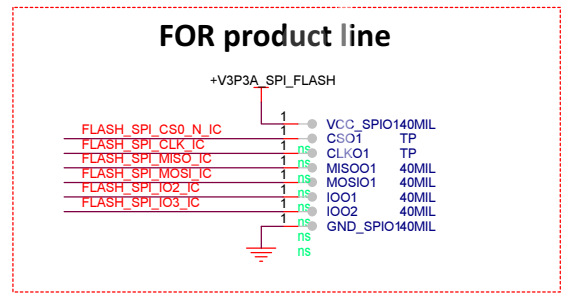 FOR product line
+V3P3A_SPI_FLASH
1 VCC_SPIO140MIL
FLASH_SPI_CS0_N_IC 1 CSO1 TP
FLASH_SPI_CLK_IC 1 ns CLKO1 TP
FLASH_SPI_MISO_IC 1 ns MISOO1 40MIL
FLASH_SPI_MOSI_IC 1 ns MOSIO1 40MIL
FLASH_SPI_IO2_IC 1 ns IOO1 40MIL
FLASH_SPI_IO3_IC 1 ns IOO2 40MIL
1 ns GND_SPIO140MIL
ns
ns